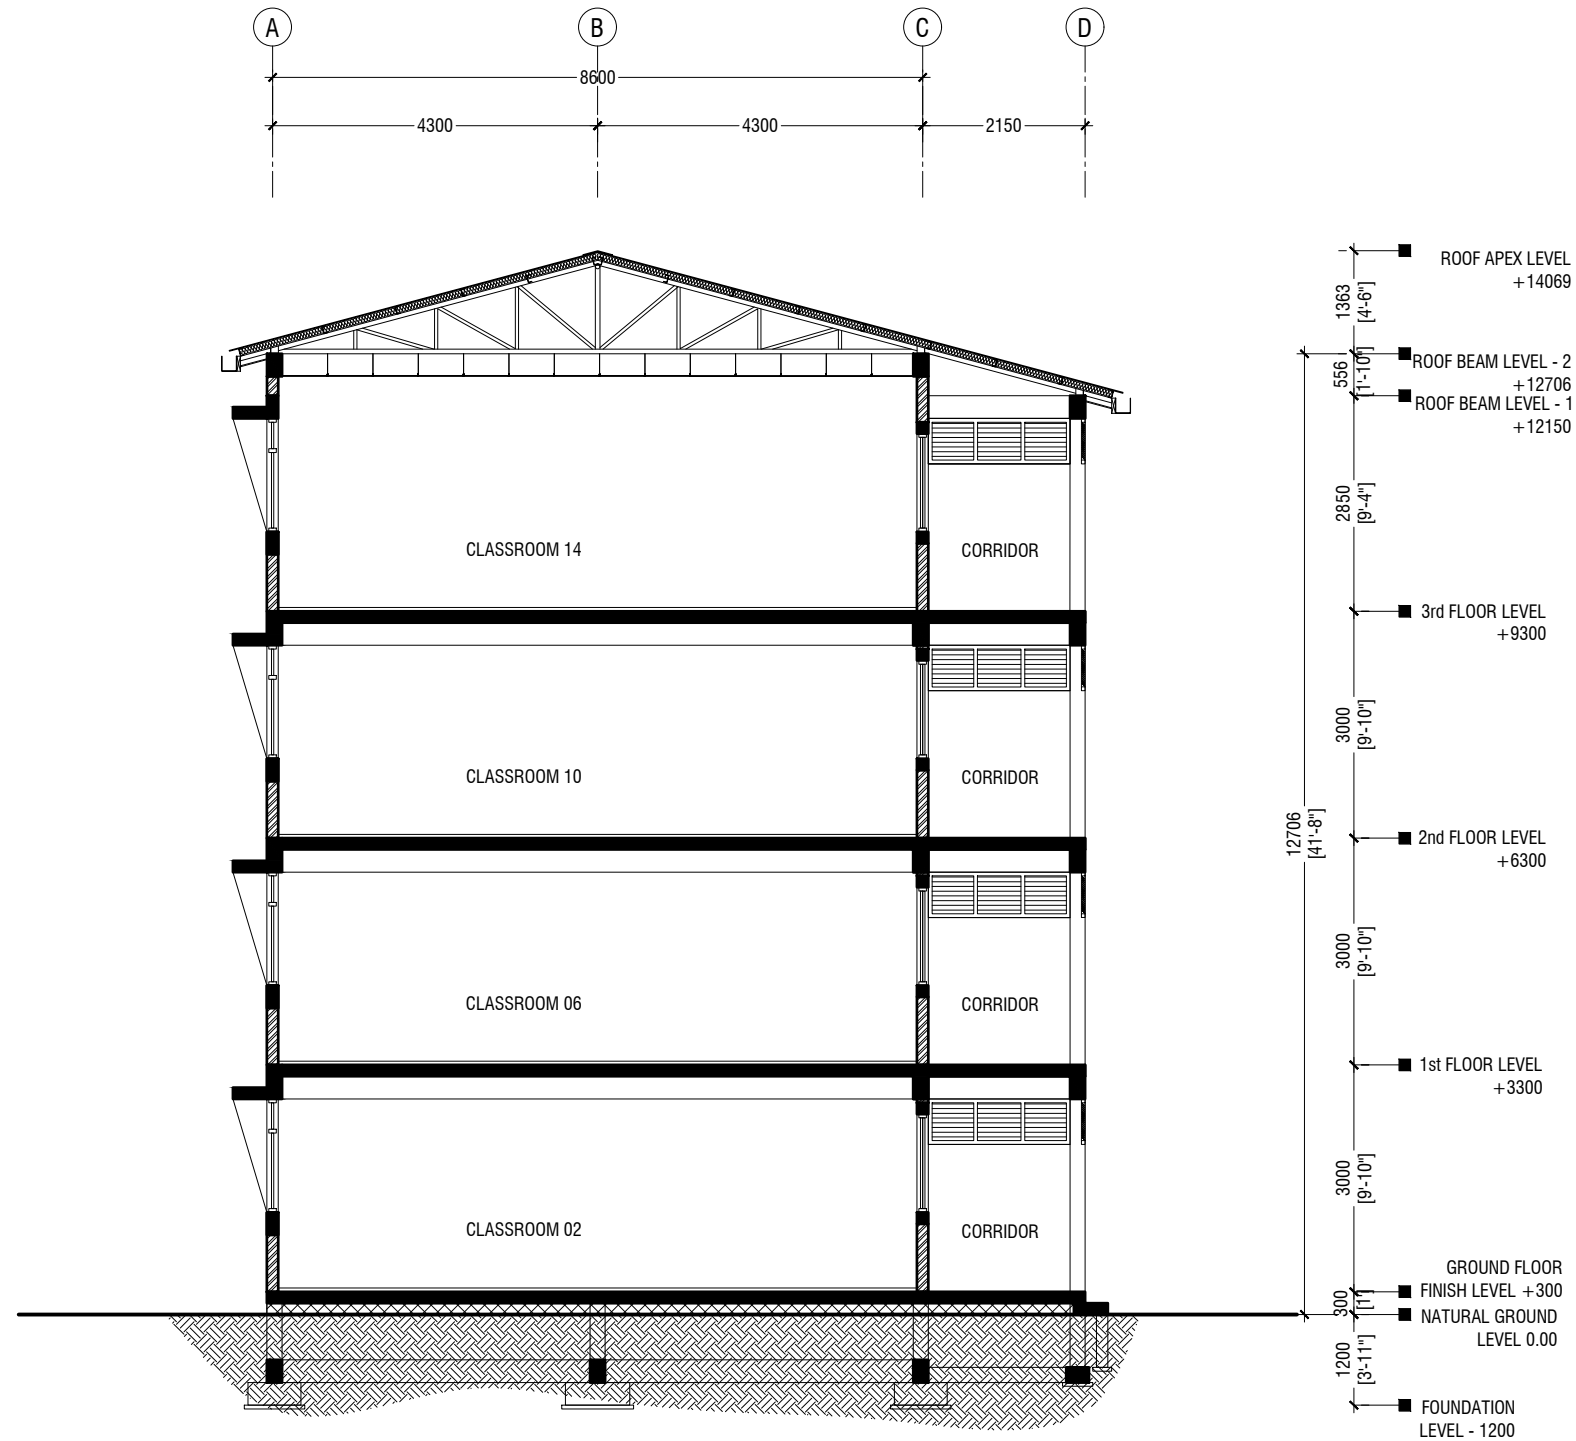 A
B
C
D
8600
4300
4300
2150
ROOF APEX LEVEL
+14069
1363
[4'-6"]
ROOF BEAM LEVEL - 2
+12706
556
[1'-10"]
ROOF BEAM LEVEL - 1
+12150
2850
[9'-4"]
CLASSROOM 14
CORRIDOR
3rd FLOOR LEVEL
+9300
3000
[9'-10"]
CLASSROOM 10
CORRIDOR
12706
[41'-8"]
2nd FLOOR LEVEL
+6300
3000
[9'-10"]
CLASSROOM 06
CORRIDOR
1st FLOOR LEVEL
+3300
3000
[9'-10"]
CLASSROOM 02
CORRIDOR
GROUND FLOOR
FINISH LEVEL +300
300
[1']
NATURAL GROUND
LEVEL 0.00
1200
[3'-11"]
FOUNDATION
LEVEL - 1200